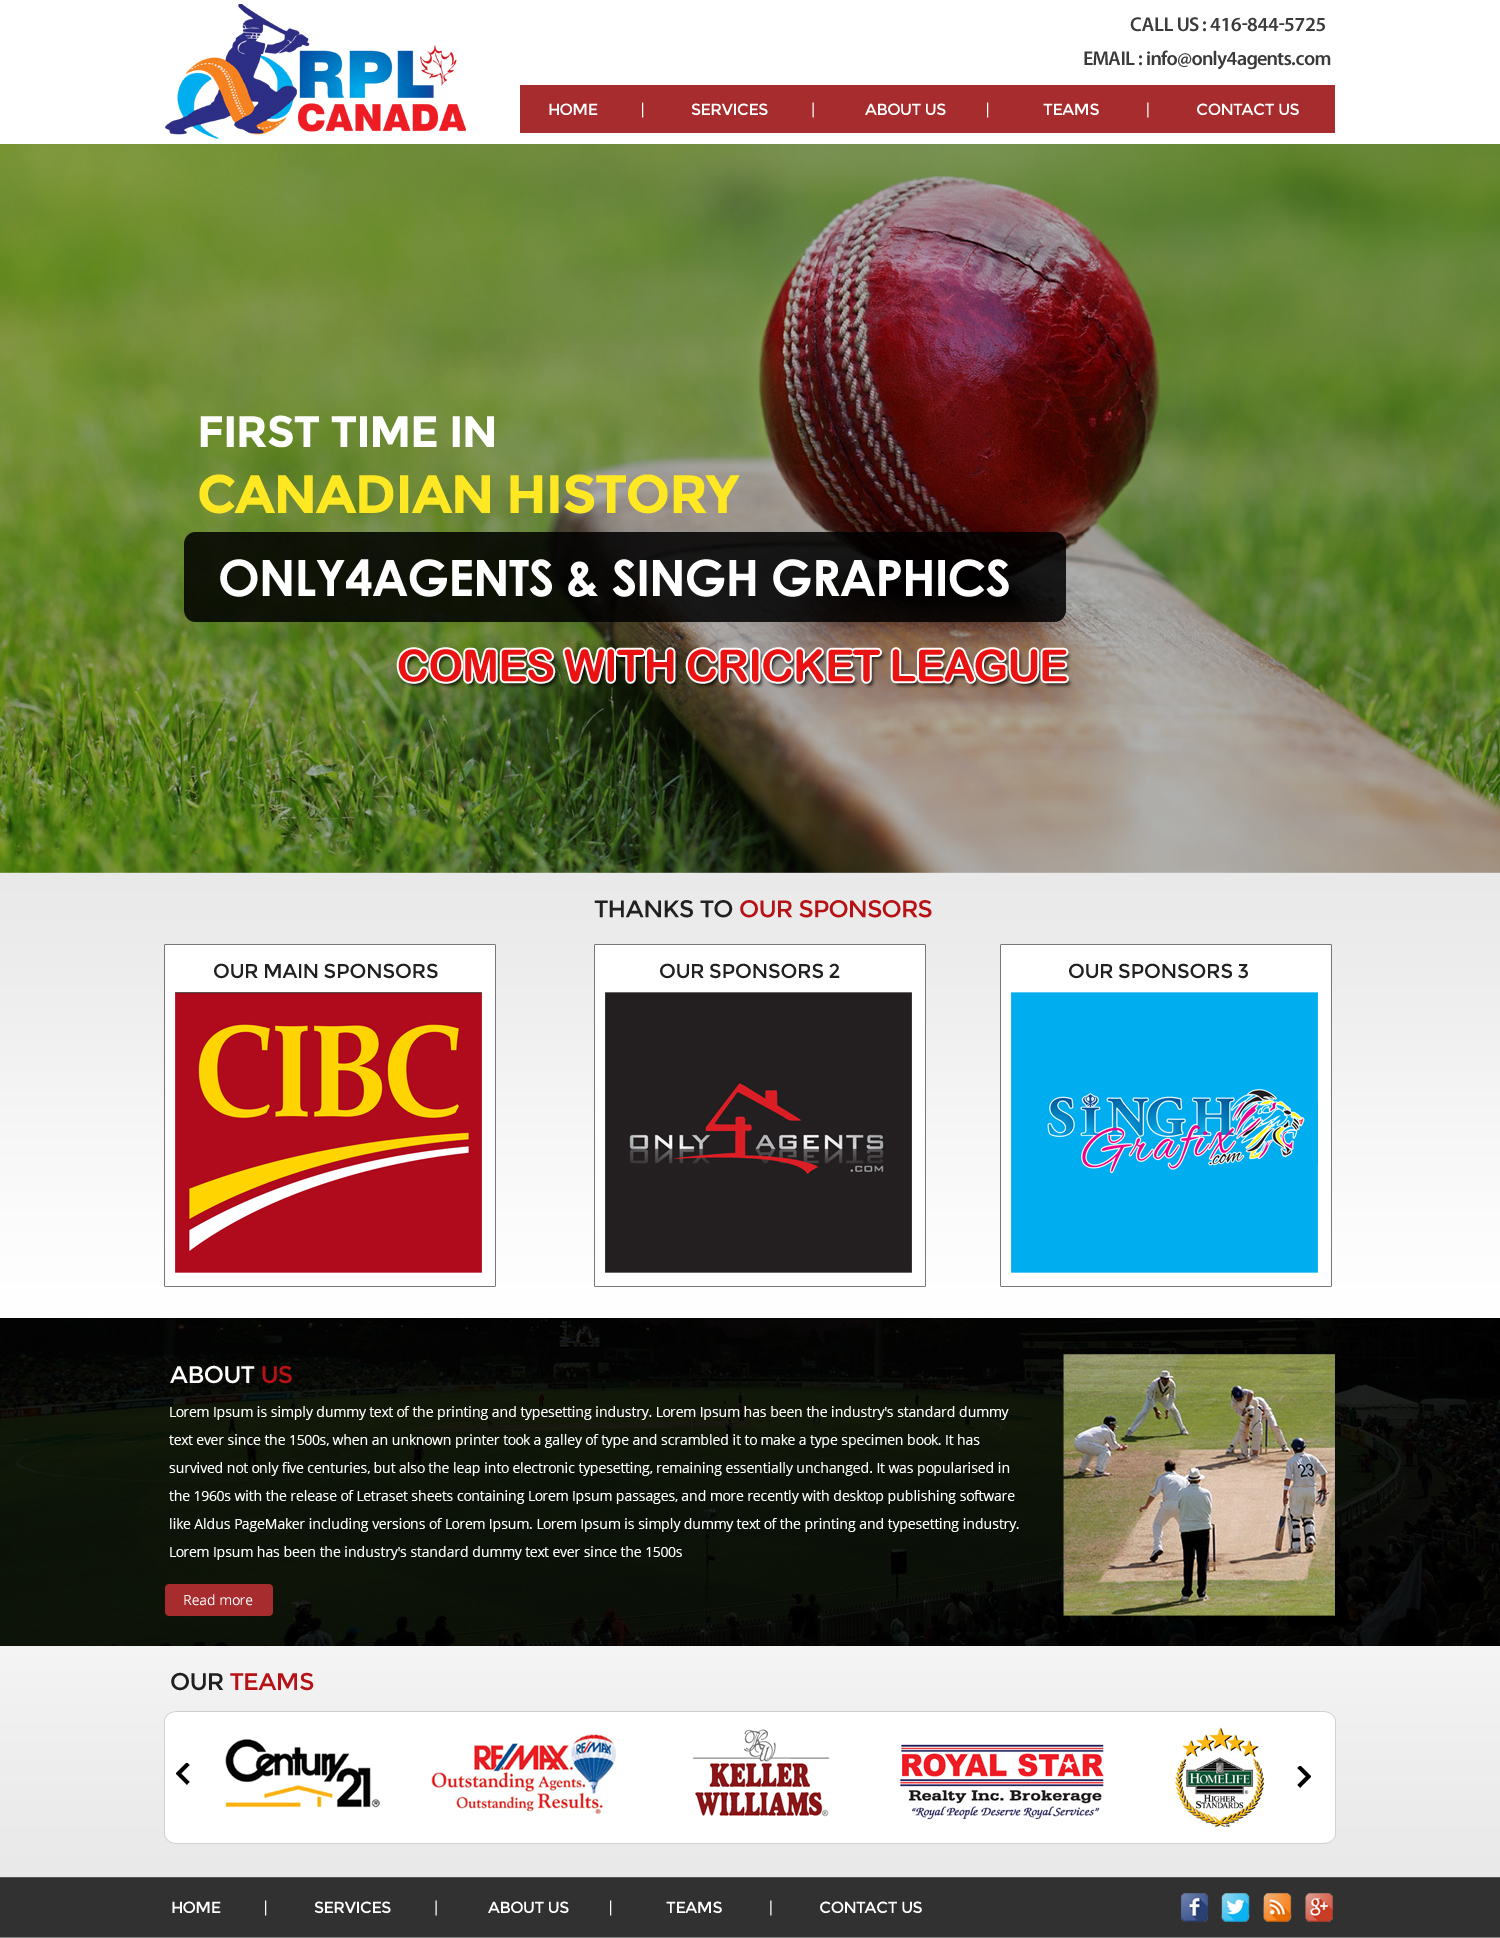 RPL
CANADA
CALL US : 416-844-5725
EMAIL : info@only4agents.com
HOME | SERVICES | ABOUT US | TEAMS | CONTACT US
FIRST TIME IN
CANADIAN HISTORY
ONLY4AGENTS & SINGH GRAPHICS
COMES WITH CRICKET LEAGUE
THANKS TO OUR SPONSORS
OUR MAIN SPONSORS
CIBC
OUR SPONSORS 2
ONLY 4 AGENTS
.COM
OUR SPONSORS 3
SINGH
Grafix
.com
ABOUT US
Lorem Ipsum is simply dummy text of the printing and typesetting industry. Lorem Ipsum has been the industry's standard dummy
text ever since the 1500s, when an unknown printer took a galley of type and scrambled it to make a type specimen book. It has
survived not only five centuries, but also the leap into electronic typesetting, remaining essentially unchanged. It was popularised in
the 1960s with the release of Letraset sheets containing Lorem Ipsum passages, and more recently with desktop publishing software
like Aldus PageMaker including versions of Lorem Ipsum. Lorem Ipsum is simply dummy text of the printing and typesetting industry.
Lorem Ipsum has been the industry's standard dummy text ever since the 1500s
Read more
23
OUR TEAMS
Century
21®
RE/MAX. RE/MAX
Outstanding Agents.
Outstanding Results.®
KW
KELLER
WILLIAMS®
ROYAL STAR
Realty Inc. Brokerage
"Royal People Deserve Royal Services"
HOMELIFE
HIGHER
STANDARDS
HOME | SERVICES | ABOUT US | TEAMS | CONTACT US
f
g+